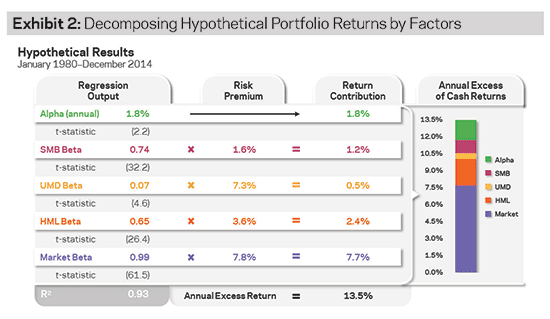 Exhibit 2: Decomposing Hypothetical Portfolio Returns by Factors
Hypothetical Results
January 1980–December 2014
Regression Output
Risk Premium
Return Contribution
Annual Excess of Cash Returns
Alpha (annual) 1.8% 1.8%
t-statistic (2.2)
SMB Beta 0.74 × 1.6% = 1.2%
t-statistic (32.2)
UMD Beta 0.07 × 7.3% = 0.5%
t-statistic (4.6)
HML Beta 0.65 × 3.6% = 2.4%
t-statistic (26.4)
Market Beta 0.99 × 7.8% = 7.7%
t-statistic (61.5)
R² 0.93 Annual Excess Return = 13.5%
13.5%
12.0%
10.5%
9.0%
7.5%
6.0%
4.5%
3.0%
1.5%
0.0%
Alpha
SMB
UMD
HML
Market